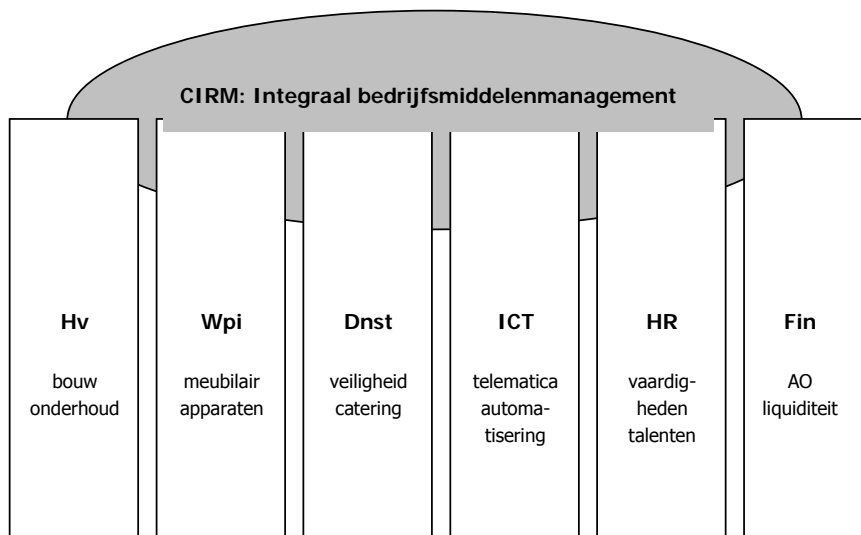 CIRM: Integraal bedrijfsmiddelenmanagement
Hv
bouw
onderhoud
Wpi
meubilair
apparaten
Dnst
veiligheid
catering
ICT
telematica
automa-
tisering
HR
vaardig-
heden
talenten
Fin
AO
liquiditeit